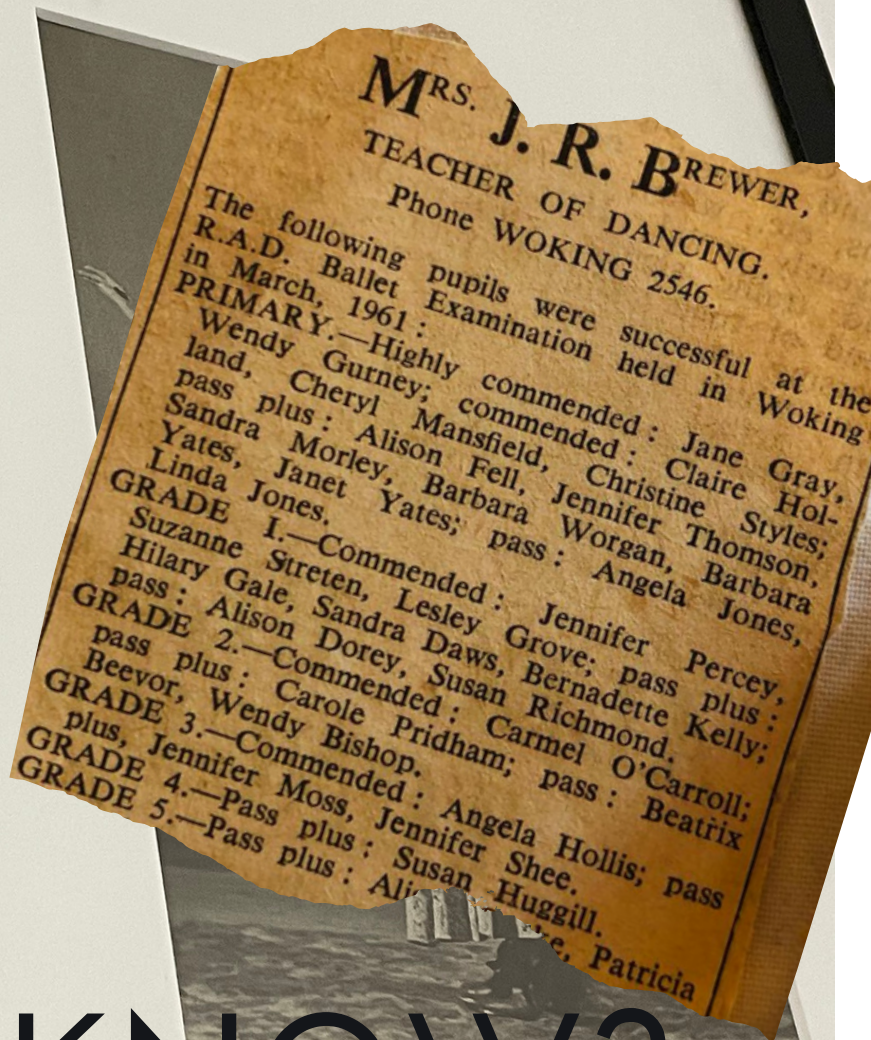 MRS. J. R. BREWER,
TEACHER OF DANCING.
Phone WOKING 2546.
The following pupils were successful at the
R.A.D. Ballet Examination held in Woking
in March, 1961 :
PRIMARY.—Highly commended : Jane Gray,
Wendy Gurney; commended : Claire Hol-
land, Cheryl Mansfield, Christine Styles;
pass plus : Alison Fell, Jennifer Thomson,
Sandra Morley, Barbara Worgan, Barbara
Yates, Janet Yates; pass : Angela Jones,
Linda Jones.
GRADE I.—Commended : Jennifer Percey,
Suzanne Streten, Lesley Grove; pass plus :
Hilary Gale, Sandra Daws, Bernadette Kelly;
pass : Alison Dorey, Susan Richmond.
GRADE 2.—Commended : Carmel O'Carroll;
pass plus : Carole Pridham; pass : Beatrix
Beevor, Wendy Bishop.
GRADE 3.—Commended : Angela Hollis; pass
plus, Jennifer Moss, Jennifer Shee.
GRADE 4.—Pass plus : Susan Huggill.
GRADE 5.—Pass plus : Patricia
KNOW?